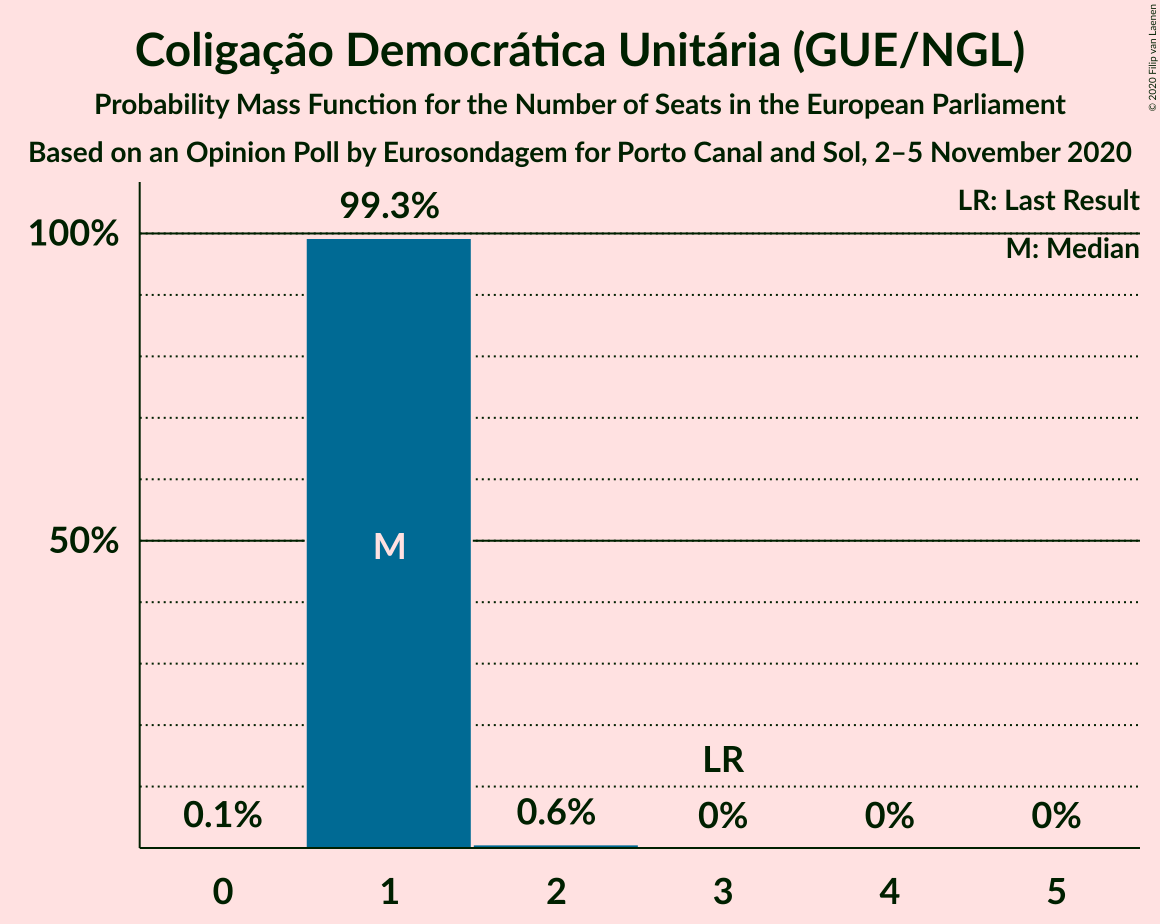 Coligação Democrática Unitária (GUE/NGL)
Probability Mass Function for the Number of Seats in the European Parliament
Based on an Opinion Poll by Eurosondagem for Porto Canal and Sol, 2–5 November 2020
© 2020 Filip van Laenen
LR: Last Result
M: Median
99.3%
100%
50%
M
LR
0.1%
0.6%
0%
0%
0%
0
1
2
3
4
5